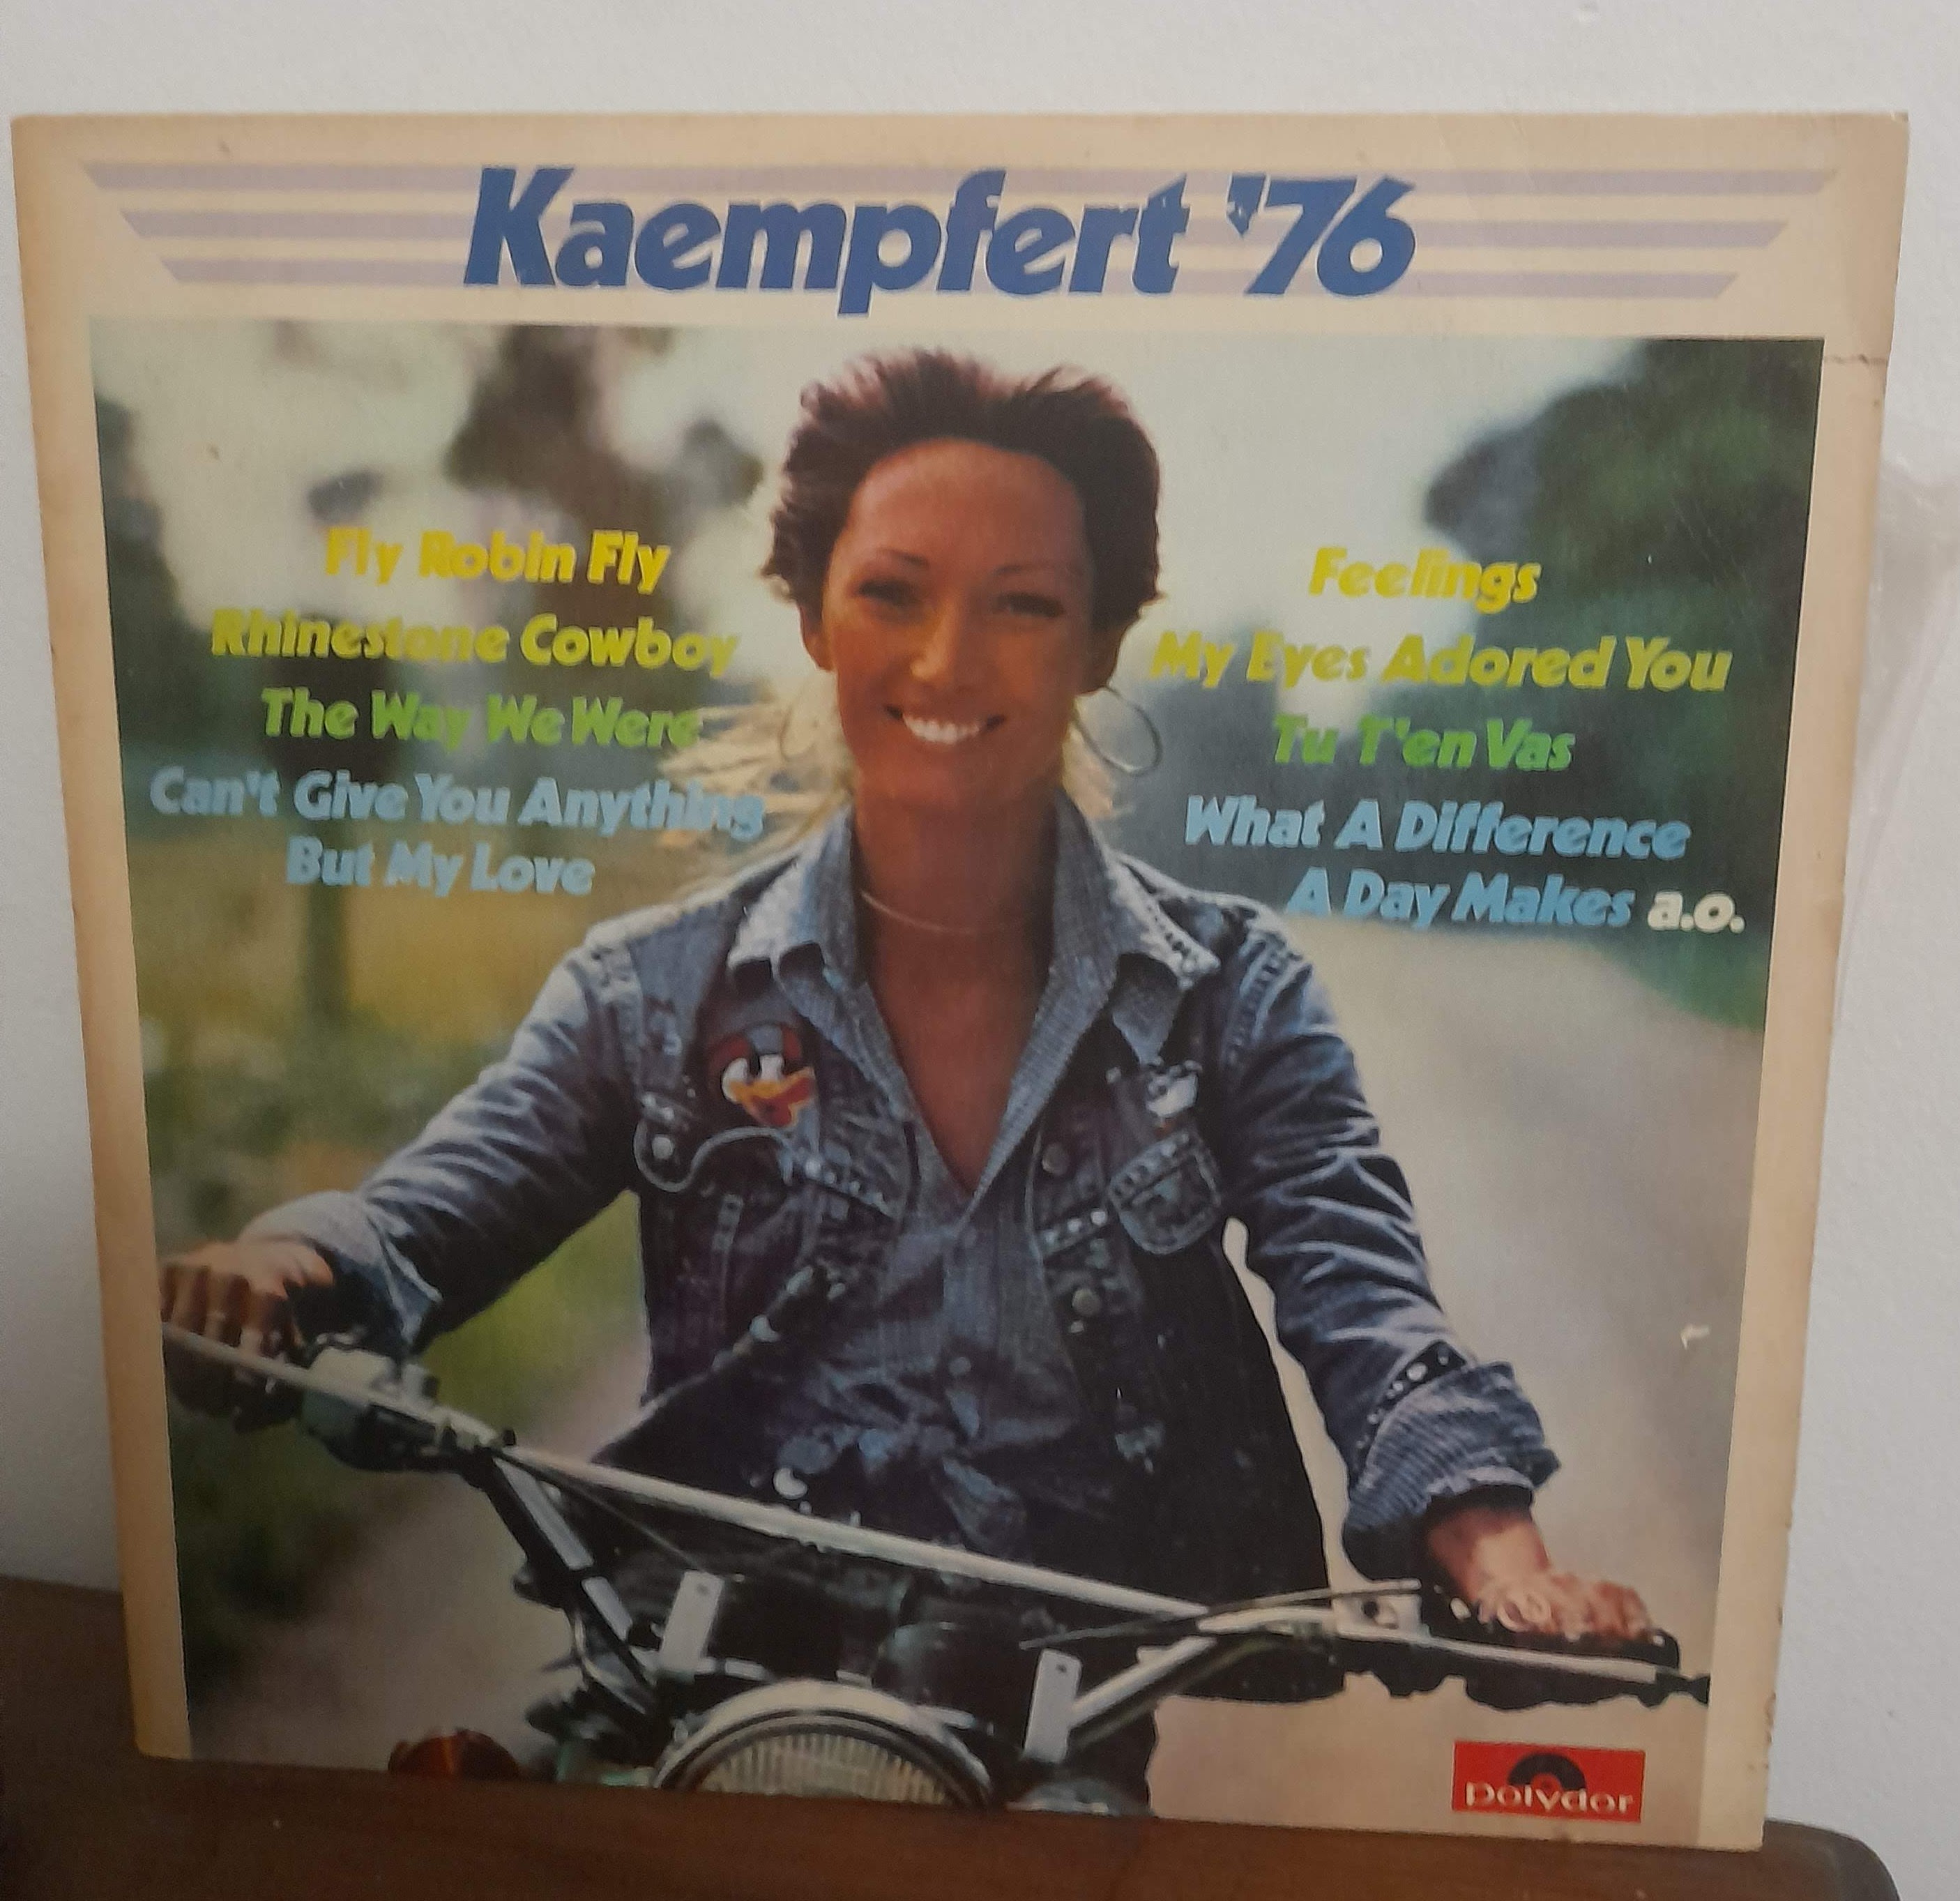 Kaempfert '76
Fly Robin Fly
Rhinestone Cowboy
The Way We Were
Can't Give You Anything
But My Love
Feelings
My Eyes Adored You
Tu T'en Vas
What A Difference
A Day Makes a.o.
polydor